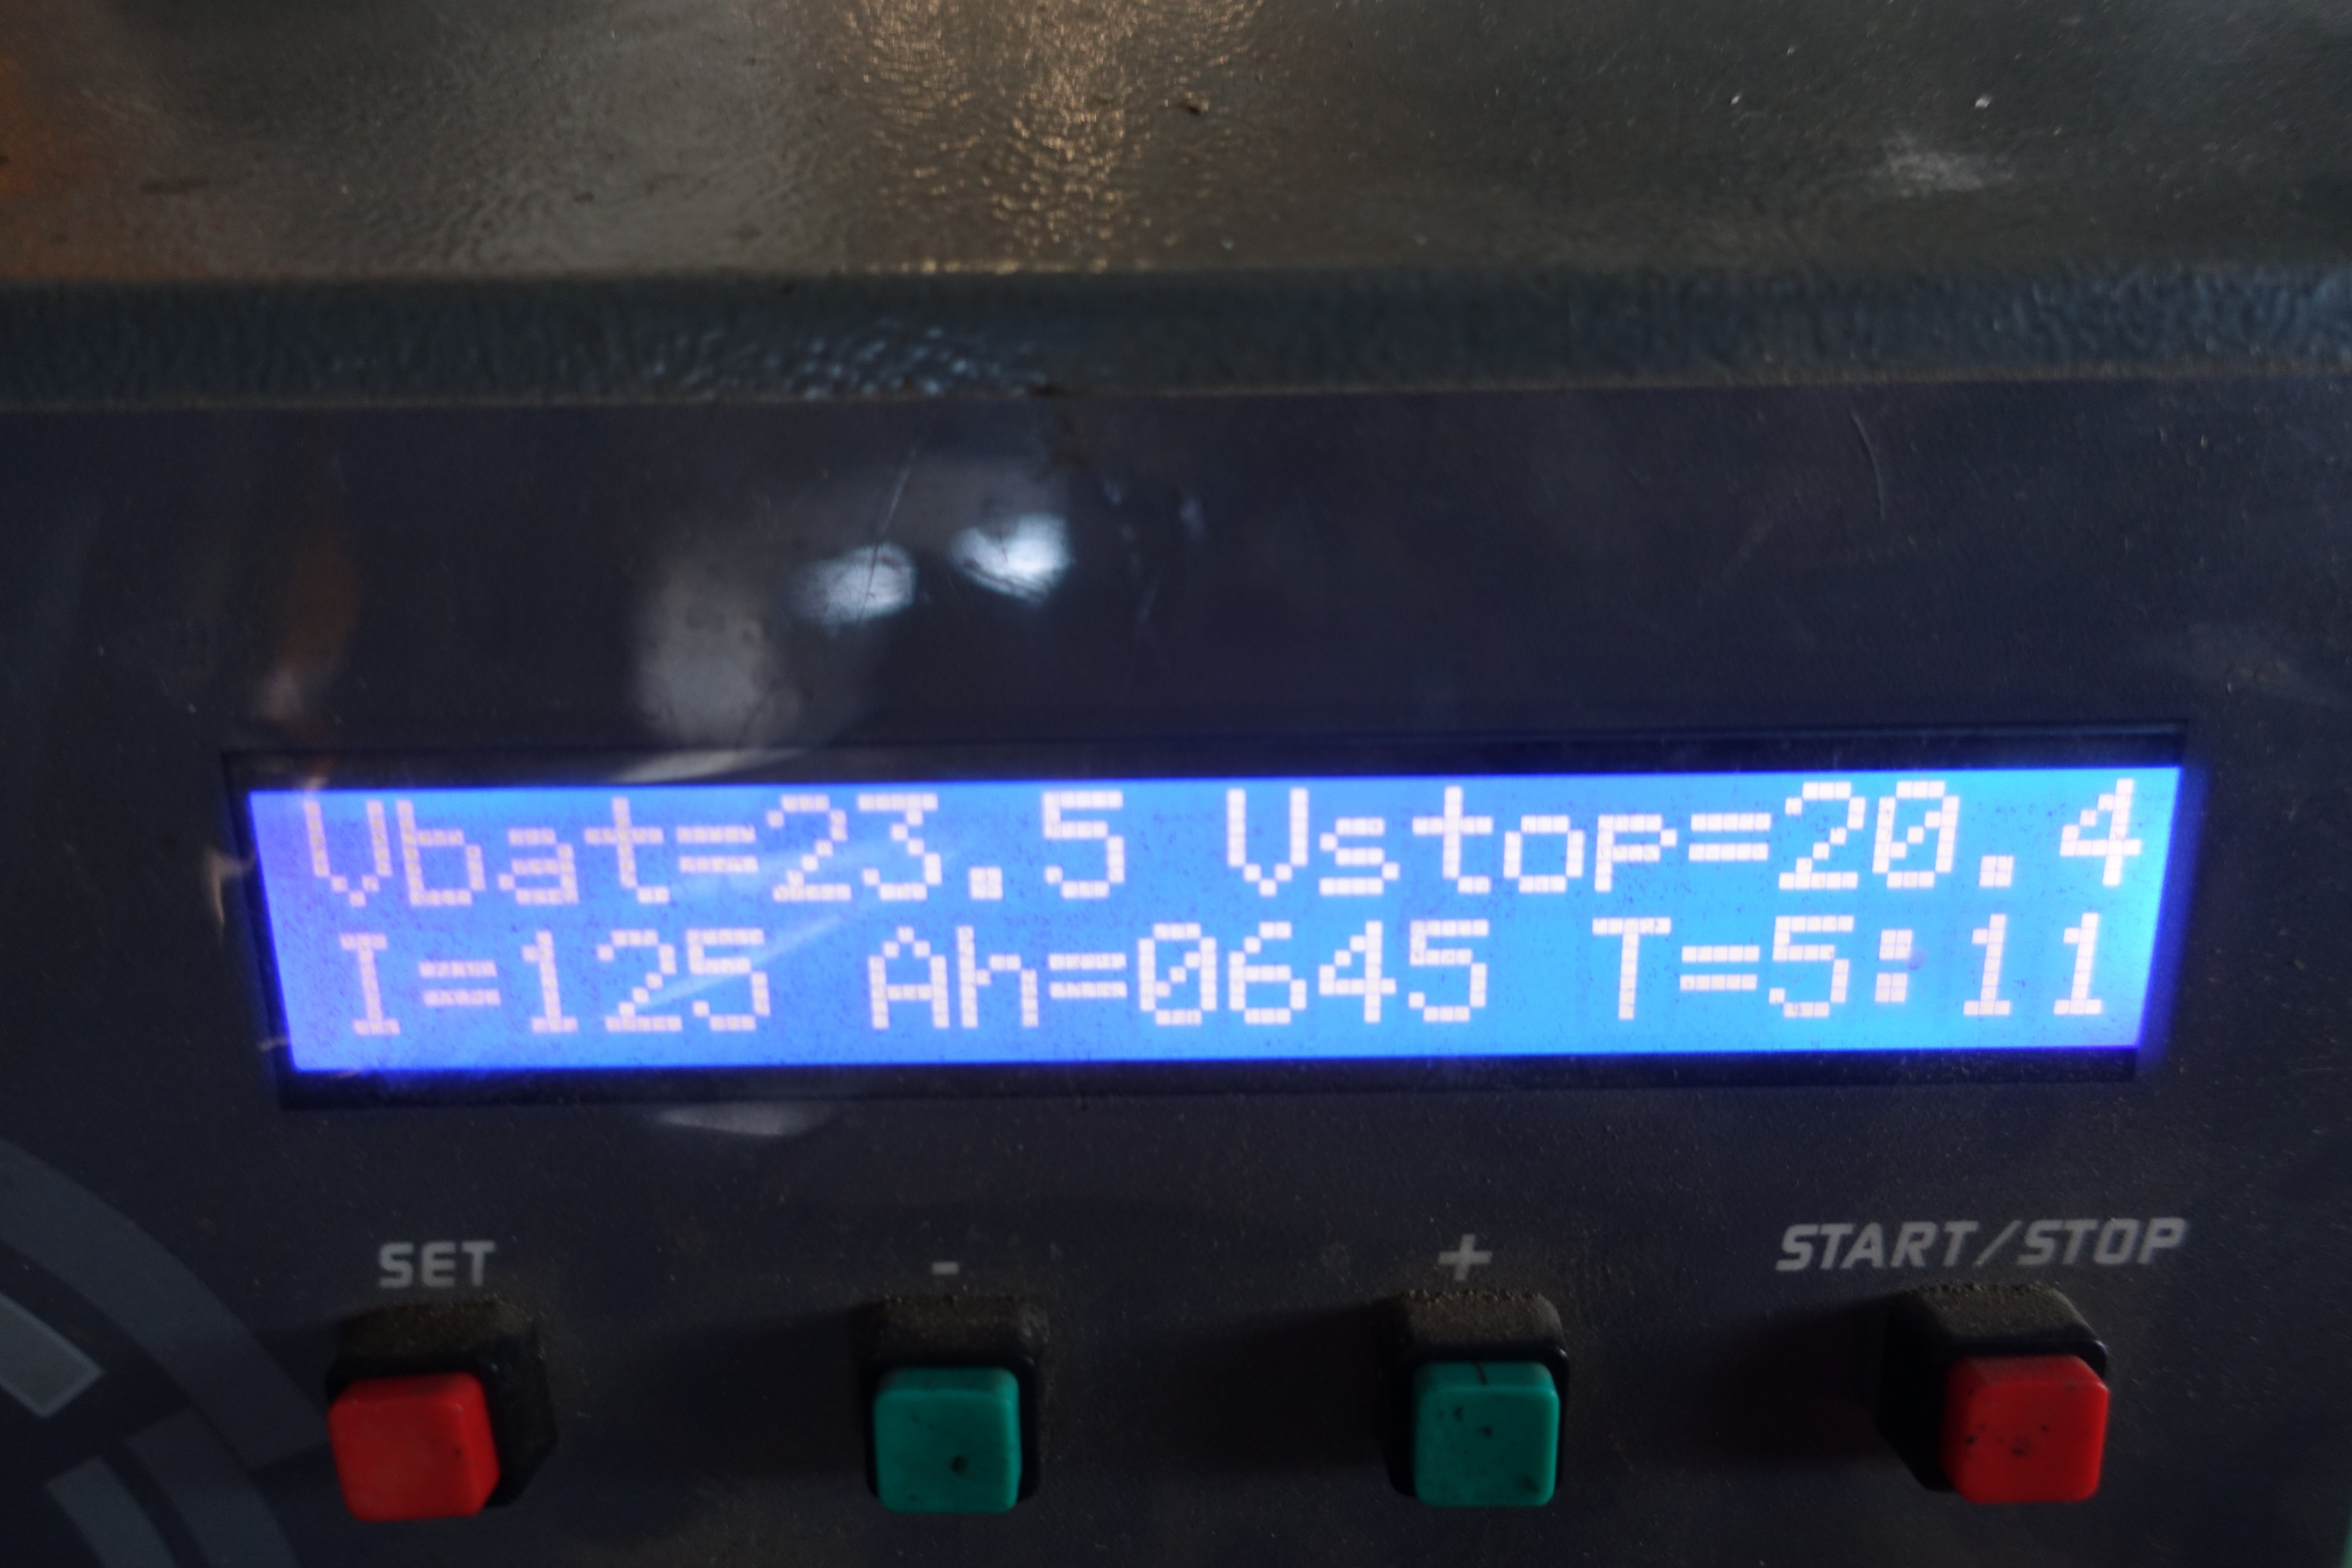 Vbat=23.5 Vstop=20.4
I=125 Ah=0645 T=5:11
SET - + START/STOP